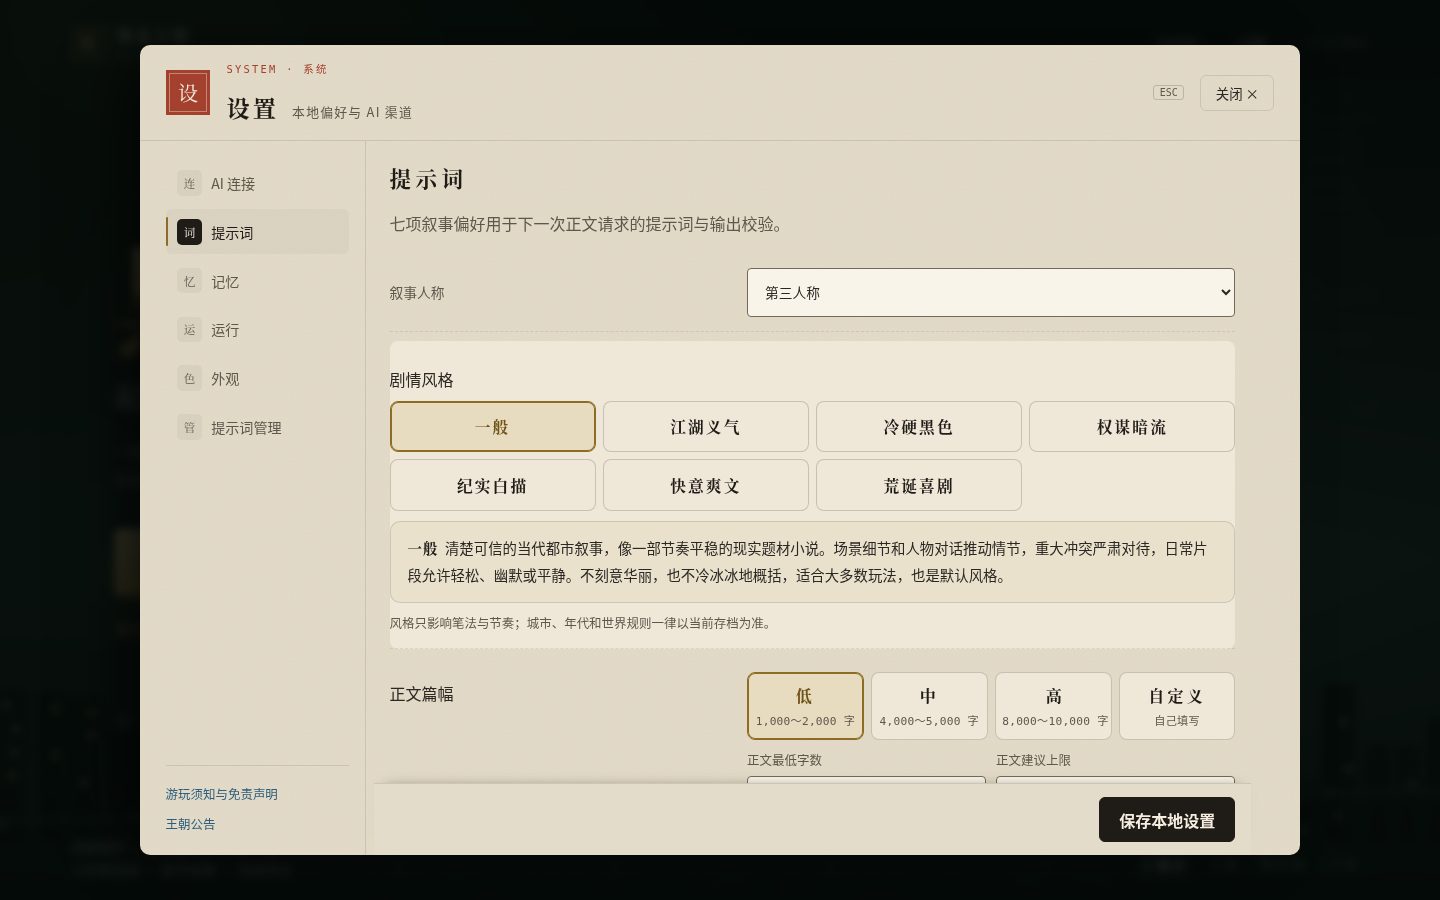 设
SYSTEM · 系统
设置 本地偏好与 AI 渠道
ESC
关闭 ×
连 AI 连接
词 提示词
忆 记忆
运 运行
色 外观
管 提示词管理
游玩须知与免责声明
王朝公告
提示词
七项叙事偏好用于下一次正文请求的提示词与输出校验。
叙事人称
第三人称
剧情风格
一般
江湖义气
冷硬黑色
权谋暗流
纪实白描
快意爽文
荒诞喜剧
一般 清楚可信的当代都市叙事，像一部节奏平稳的现实题材小说。场景细节和人物对话推动情节，重大冲突严肃对待，日常片
段允许轻松、幽默或平静。不刻意华丽，也不冷冰冰地概括，适合大多数玩法，也是默认风格。
风格只影响笔法与节奏；城市、年代和世界规则一律以当前存档为准。
正文篇幅
低
1,000～2,000 字
中
4,000～5,000 字
高
8,000～10,000 字
自定义
自己填写
正文最低字数
正文建议上限
保存本地设置